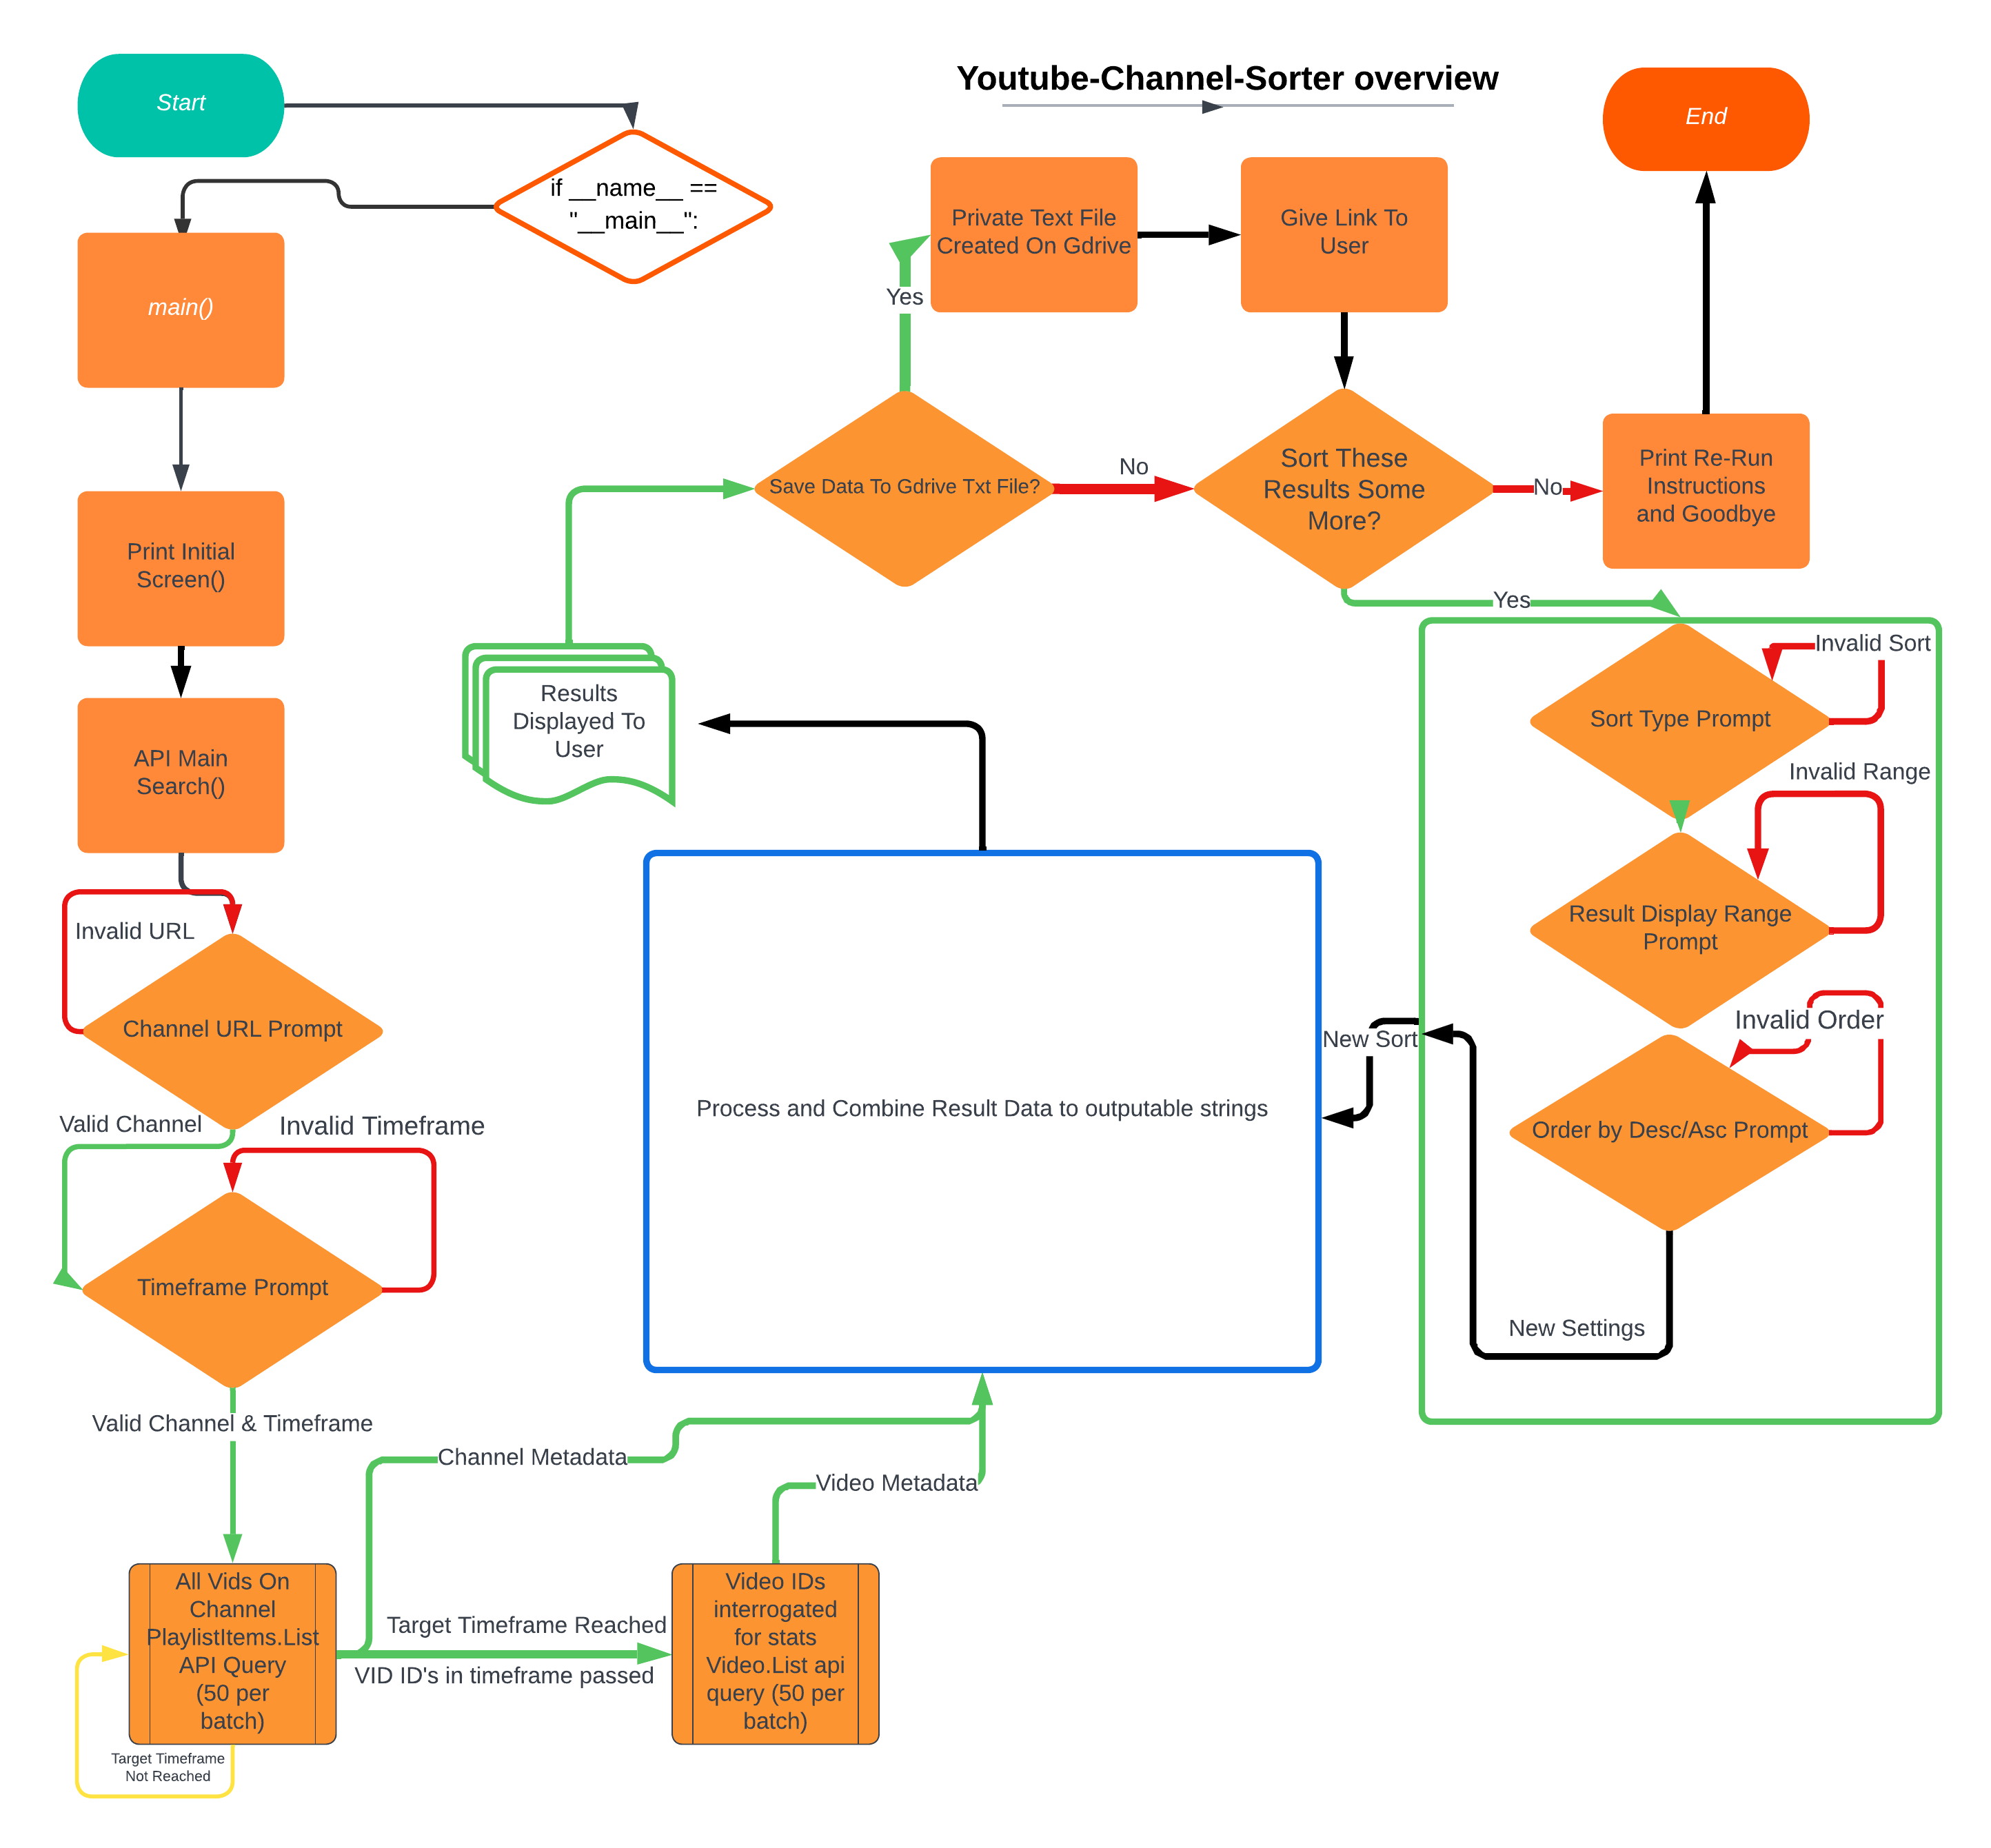 Youtube-Channel-Sorter overview
Start
if __name__ ==
"__main__":
main()
Print Initial
Screen()
API Main
Search()
Invalid URL
Channel URL Prompt
Valid Channel
Invalid Timeframe
Timeframe Prompt
Valid Channel & Timeframe
All Vids On
Channel
PlaylistItems.List
API Query
(50 per
batch)
Target Timeframe
Not Reached
Channel Metadata
Target Timeframe Reached
VID ID's in timeframe passed
Video IDs
interrogated
for stats
Video.List api
query (50 per
batch)
Video Metadata
Process and Combine Result Data to outputable strings
Results
Displayed To
User
Save Data To Gdrive Txt File?
Yes
Private Text File
Created On Gdrive
Give Link To
User
No
Sort These
Results Some
More?
No
Print Re-Run
Instructions
and Goodbye
End
Yes
Invalid Sort
Sort Type Prompt
Invalid Range
Result Display Range
Prompt
Invalid Order
Order by Desc/Asc Prompt
New Settings
New Sort